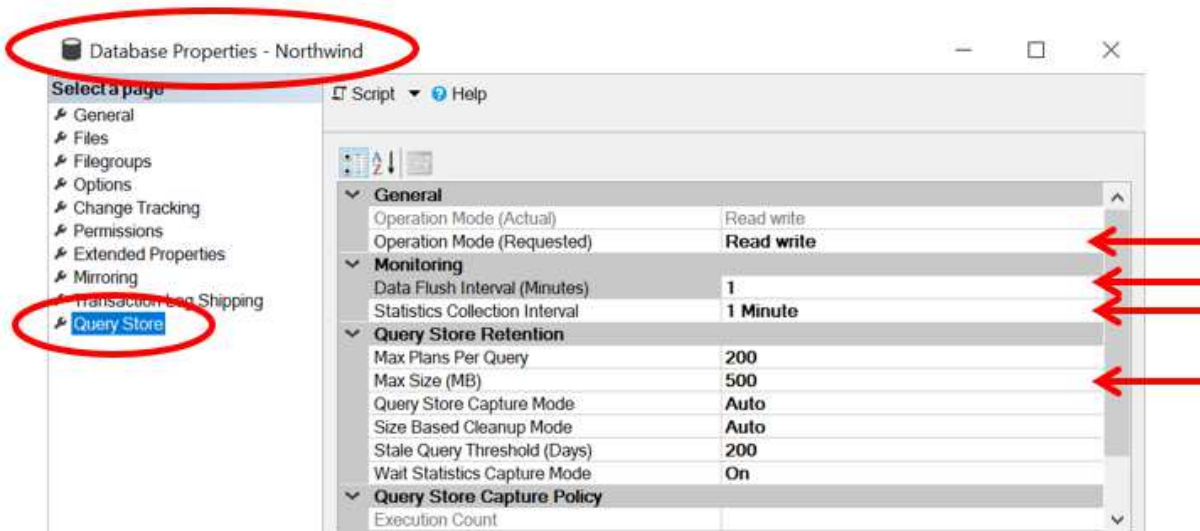 Database Properties - Northwind
Select a page
Script Help
General
Files
Filegroups
Options
Change Tracking
Permissions
Extended Properties
Mirroring
Transaction Log Shipping
Query Store
General
Operation Mode (Actual) Read write
Operation Mode (Requested) Read write
Monitoring
Data Flush Interval (Minutes) 1
Statistics Collection Interval 1 Minute
Query Store Retention
Max Plans Per Query 200
Max Size (MB) 500
Query Store Capture Mode Auto
Size Based Cleanup Mode Auto
Stale Query Threshold (Days) 200
Wait Statistics Capture Mode On
Query Store Capture Policy
Execution Count